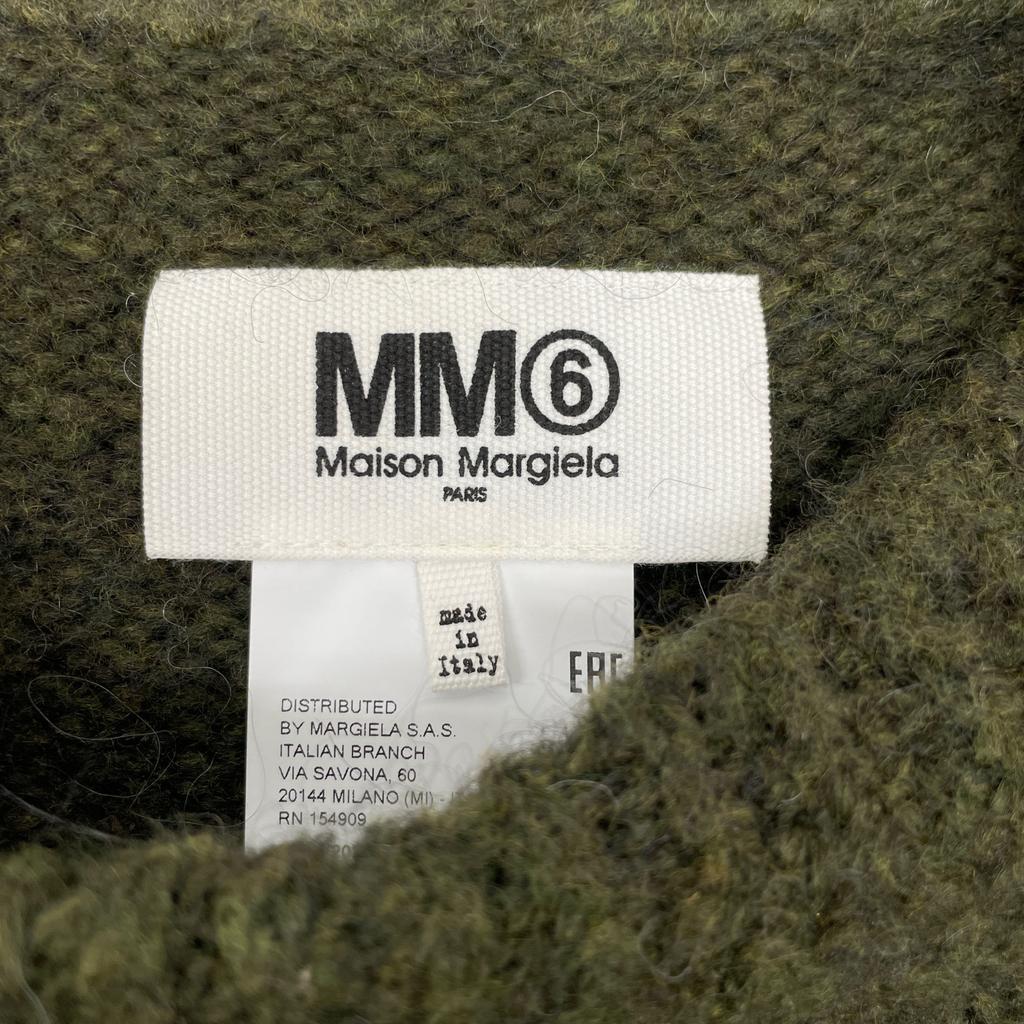 MM⑥
Maison Margiela
PARIS
made
in
Italy
EAC
DISTRIBUTED
BY MARGIELA S.A.S.
ITALIAN BRANCH
VIA SAVONA, 60
20144 MILANO (MI) -
RN 154909